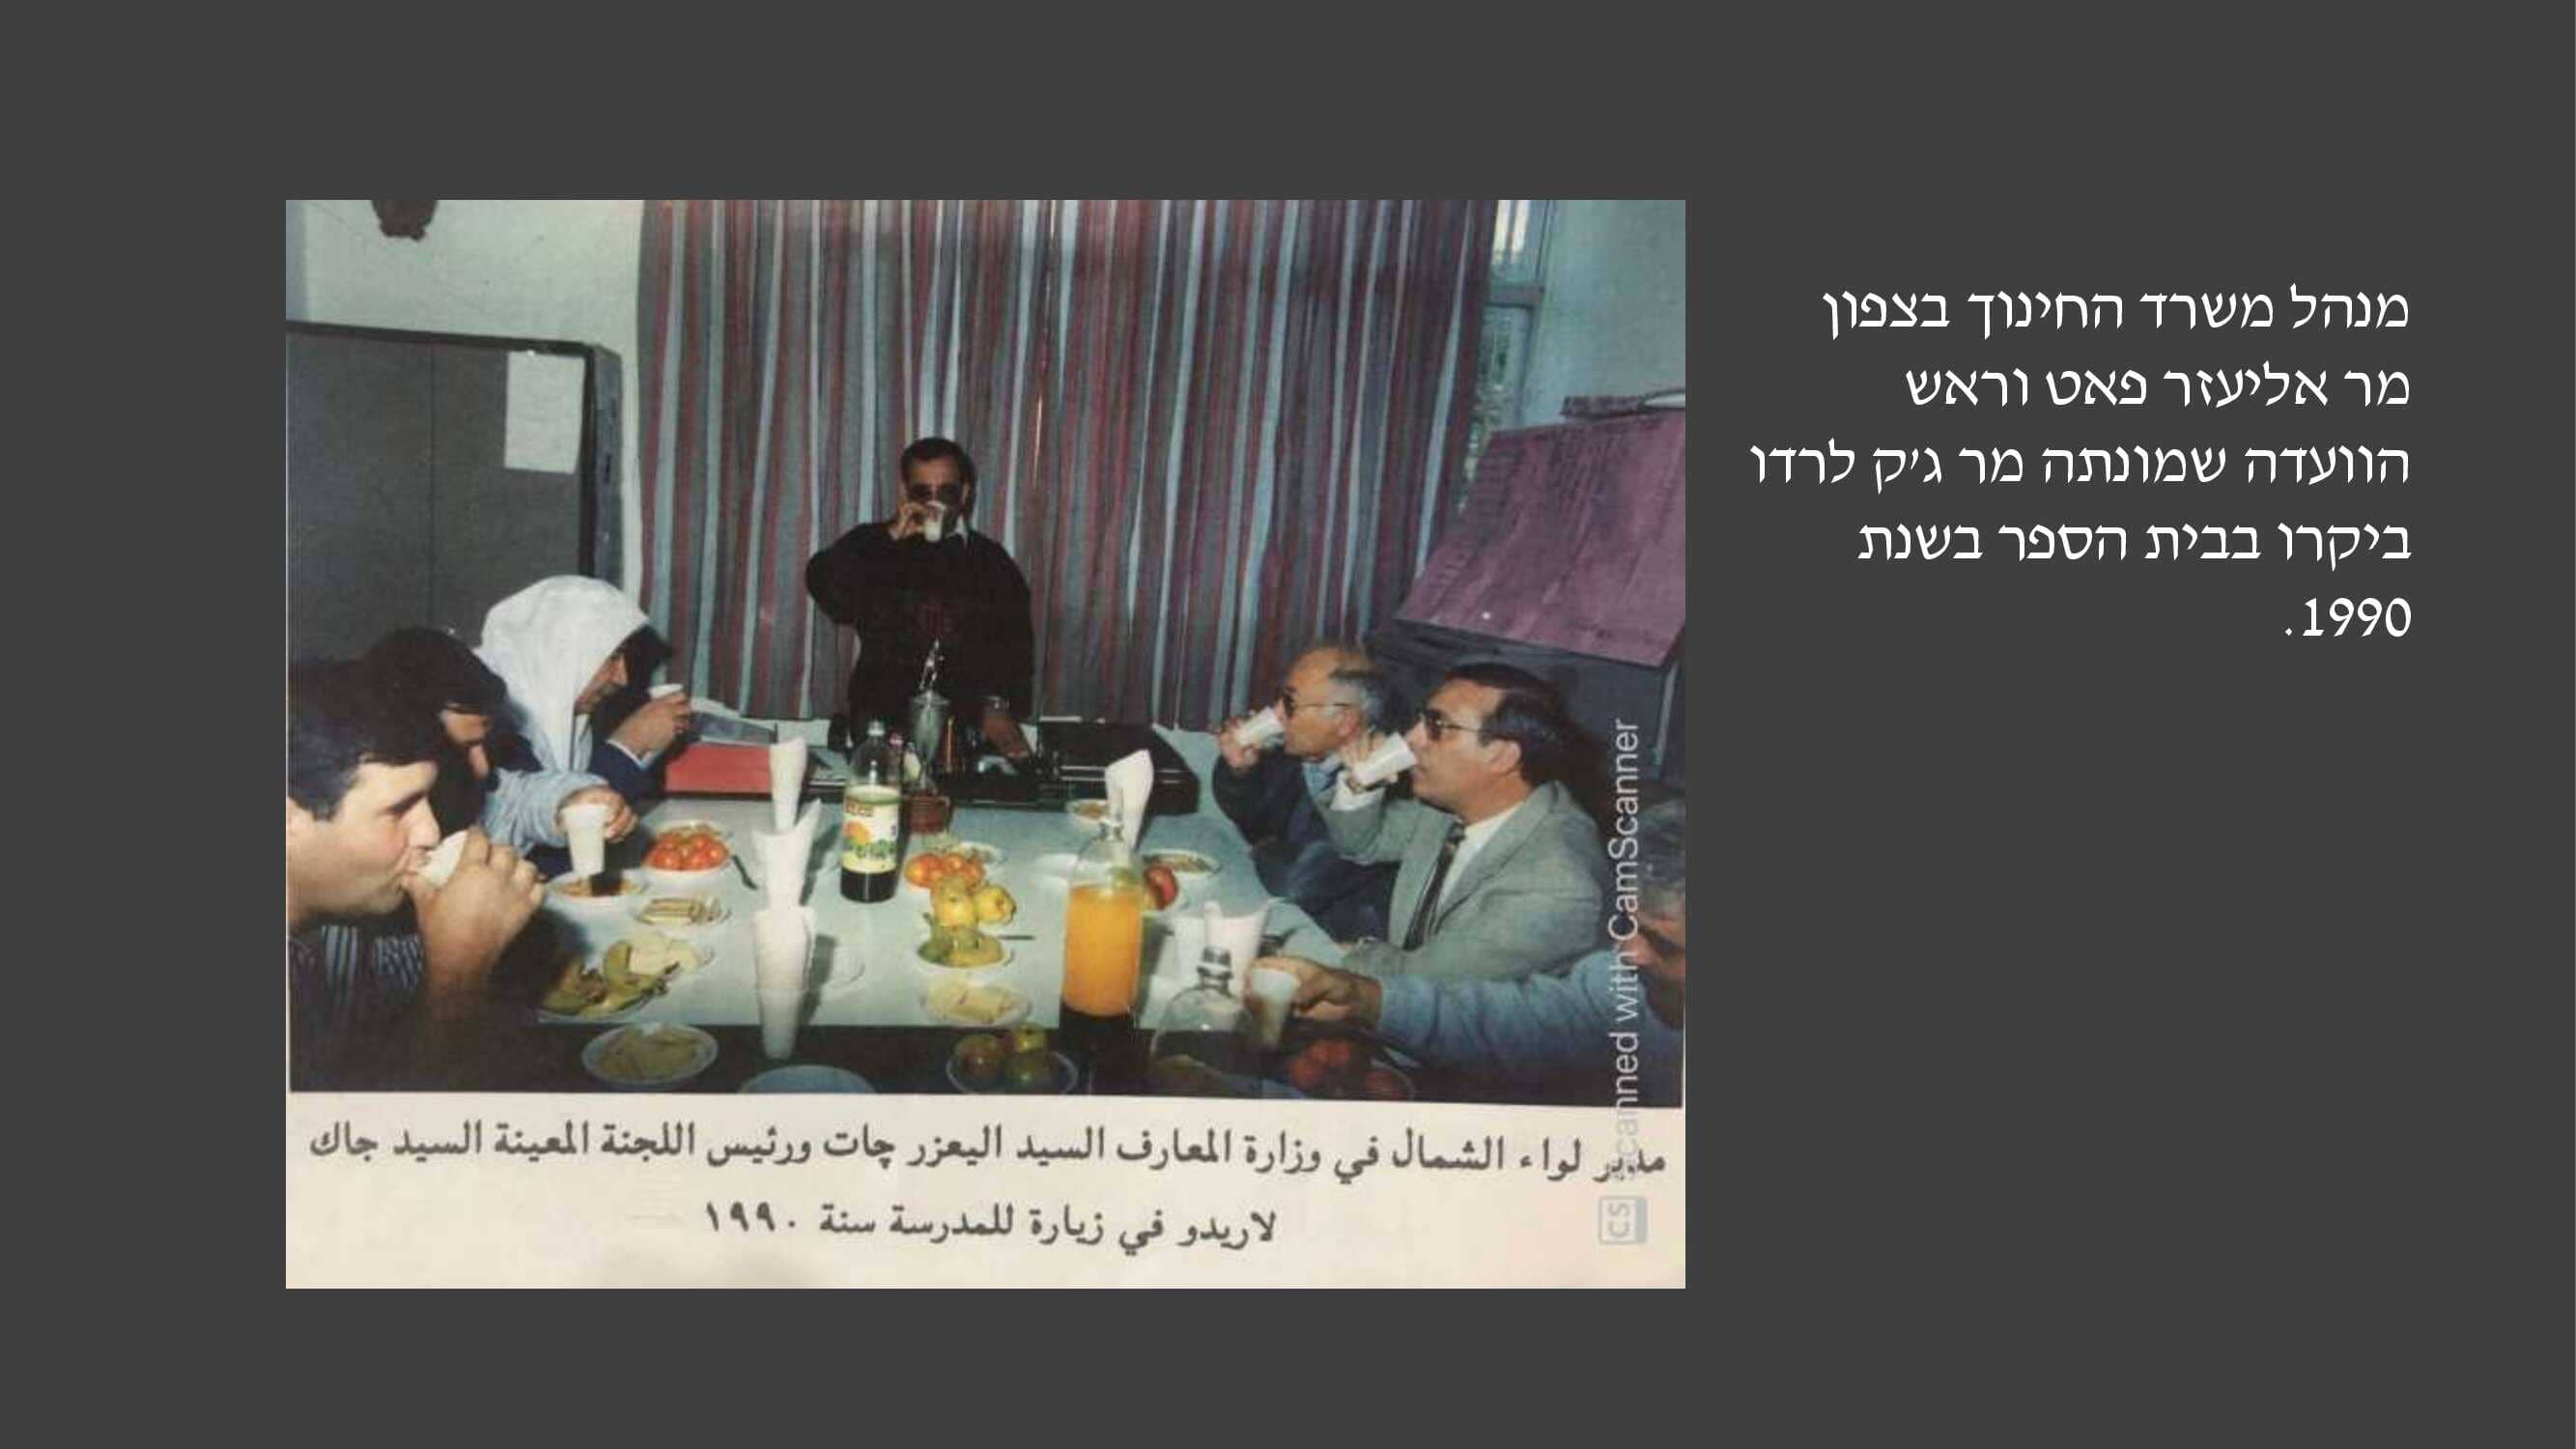 מנהל משרד החינוך בצפון
מר אליעזר פאט וראש
הוועדה שמונתה מר ג'ק לרדו
ביקרו בבית הספר בשנת
1990.
مدير لواء الشمال في وزارة المعارف السيد اليعزر چات ورئيس اللجنة المعينة السيد جاك
لاريدو في زيارة للمدرسة سنة ١٩٩٠
Scanned with CamScanner
CS